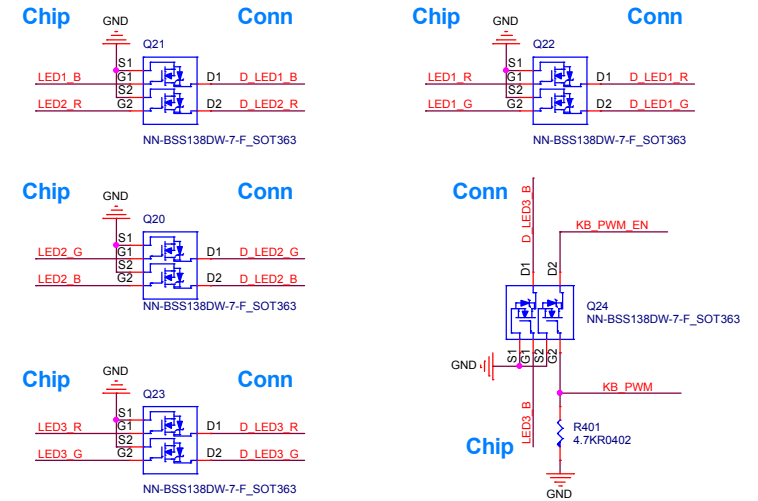 Chip
GND
Conn
Q21
S1
LED1_B
G1
D1
D_LED1_B
S2
LED2_R
G2
D2
D_LED2_R
NN-BSS138DW-7-F_SOT363
Chip
GND
Conn
Q22
S1
LED1_R
G1
D1
D_LED1_R
S2
LED1_G
G2
D2
D_LED1_G
NN-BSS138DW-7-F_SOT363
Chip
GND
Conn
Q20
S1
LED2_G
G1
D1
D_LED2_G
S2
LED2_B
G2
D2
D_LED2_B
NN-BSS138DW-7-F_SOT363
Conn
D_LED3_B
KB_PWM_EN
D1
D2
Q24
NN-BSS138DW-7-F_SOT363
GND
S1
G1
S2
G2
KB_PWM
LED3_B
Chip
R401
4.7KR0402
GND
Chip
GND
Conn
Q23
S1
LED3_R
G1
D1
D_LED3_R
S2
LED3_G
G2
D2
D_LED3_G
NN-BSS138DW-7-F_SOT363